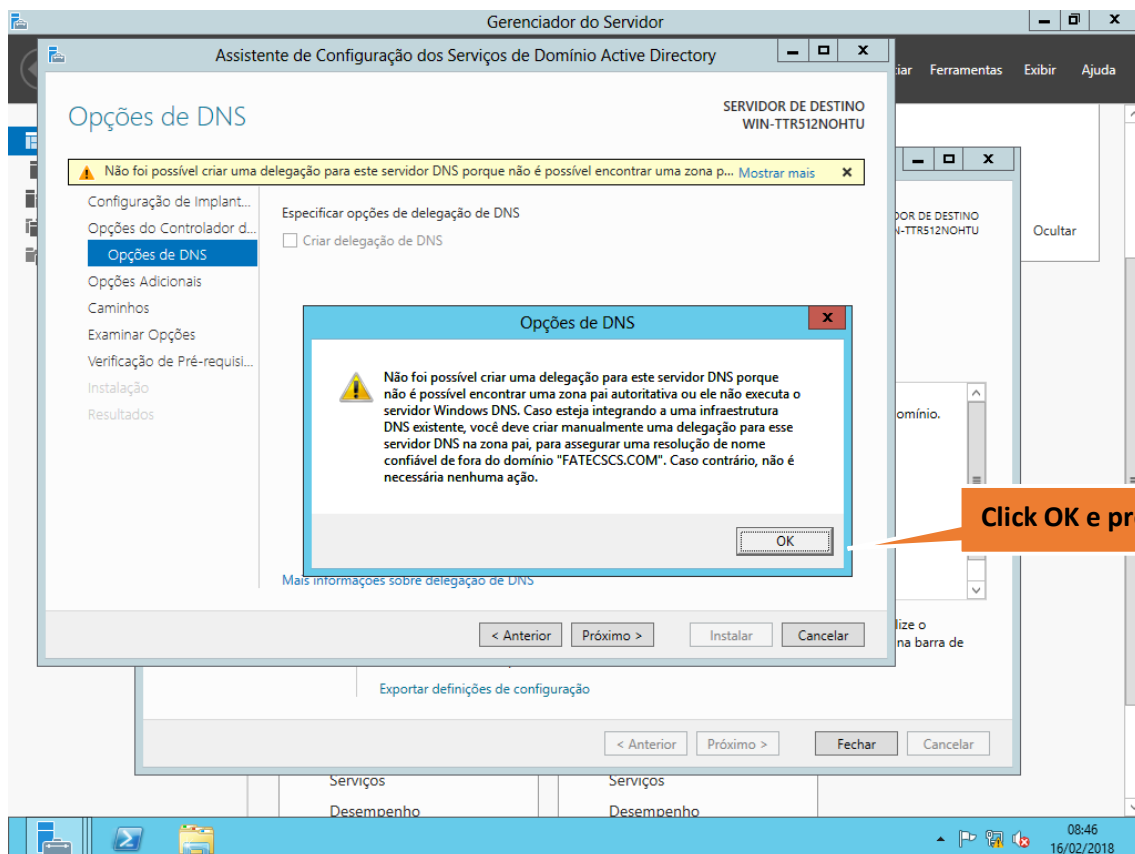 Gerenciador do Servidor
Assistente de Configuração dos Serviços de Domínio Active Directory
Ferramentas Exibir Ajuda
Opções de DNS
SERVIDOR DE DESTINO
WIN-TTR512NOHTU
Não foi possível criar uma delegação para este servidor DNS porque não é possível encontrar uma zona p... Mostrar mais
Configuração de Implant...
Opções do Controlador d...
Opções de DNS
Opções Adicionais
Caminhos
Examinar Opções
Verificação de Pré-requisi...
Instalação
Resultados
Especificar opções de delegação de DNS
Criar delegação de DNS
DE DESTINO
Ocultar
Opções de DNS
Não foi possível criar uma delegação para este servidor DNS porque
não é possível encontrar uma zona pai autoritativa ou ele não executa o
servidor Windows DNS. Caso esteja integrando a uma infraestrutura
DNS existente, você deve criar manualmente uma delegação para esse
servidor DNS na zona pai, para assegurar uma resolução de nome
confiável de fora do domínio "FATECSCS.COM". Caso contrário, não é
necessária nenhuma ação.
OK
Click OK e
Mais informações sobre delegação de DNS
< Anterior Próximo > Instalar Cancelar
o
na barra de
Exportar definições de configuração
< Anterior Próximo > Fechar Cancelar
Serviços Serviços
Desempenho Desempenho
08:46
16/02/2018